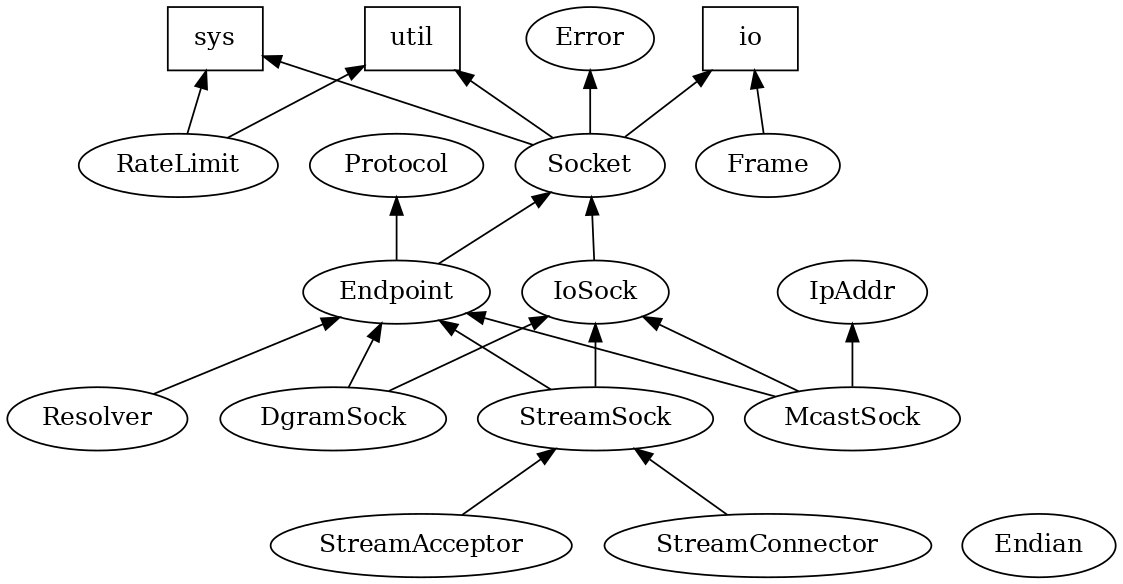 sys
util
Error
io
RateLimit
Protocol
Socket
Frame
Endpoint
IoSock
IpAddr
Resolver
DgramSock
StreamSock
McastSock
StreamAcceptor
StreamConnector
Endian